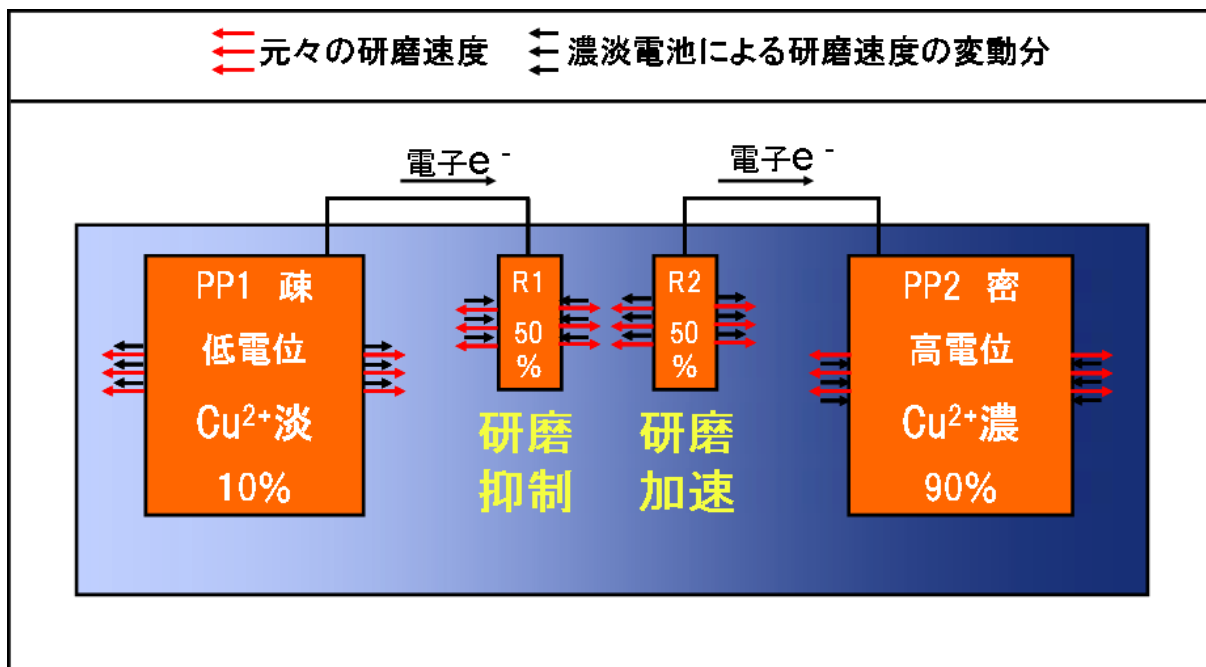 元々の研磨速度
濃淡電池による研磨速度の変動分
電子e⁻
電子e⁻
PP1 疎
低電位
Cu²⁺淡
10%
R1
50
%
研磨
抑制
R2
50
%
研磨
加速
PP2 密
高電位
Cu²⁺濃
90%